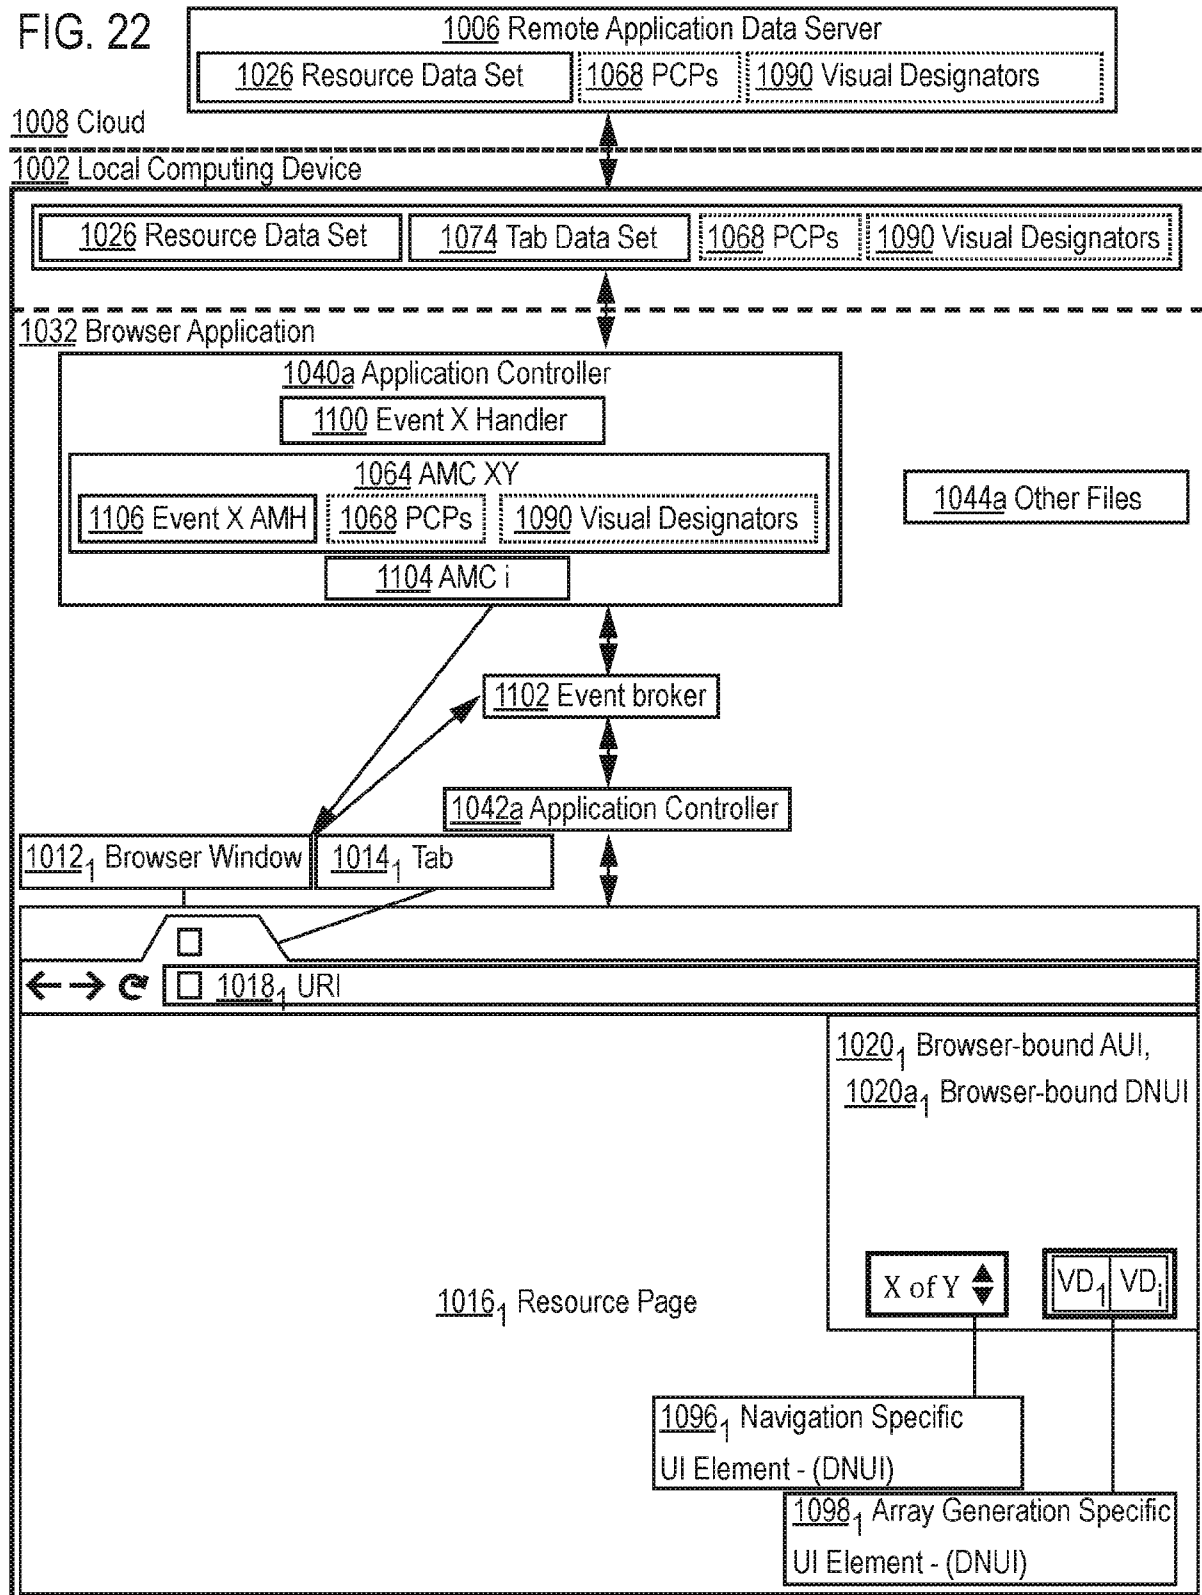 FIG. 22
1006 Remote Application Data Server
1026 Resource Data Set 1068 PCPs 1090 Visual Designators
1008 Cloud
1002 Local Computing Device
1026 Resource Data Set 1074 Tab Data Set 1068 PCPs 1090 Visual Designators
1032 Browser Application
1040a Application Controller
1100 Event X Handler
1064 AMC XY
1106 Event X AMH 1068 PCPs 1090 Visual Designators
1044a Other Files
1104 AMC i
1102 Event broker
1042a Application Controller
1012₁ Browser Window 1014₁ Tab
1018₁ URI
1020₁ Browser-bound AUI,
1020a₁ Browser-bound DNUI
X of Y VD₁ VDᵢ
1016₁ Resource Page
1096₁ Navigation Specific
UI Element - (DNUI)
1098₁ Array Generation Specific
UI Element - (DNUI)